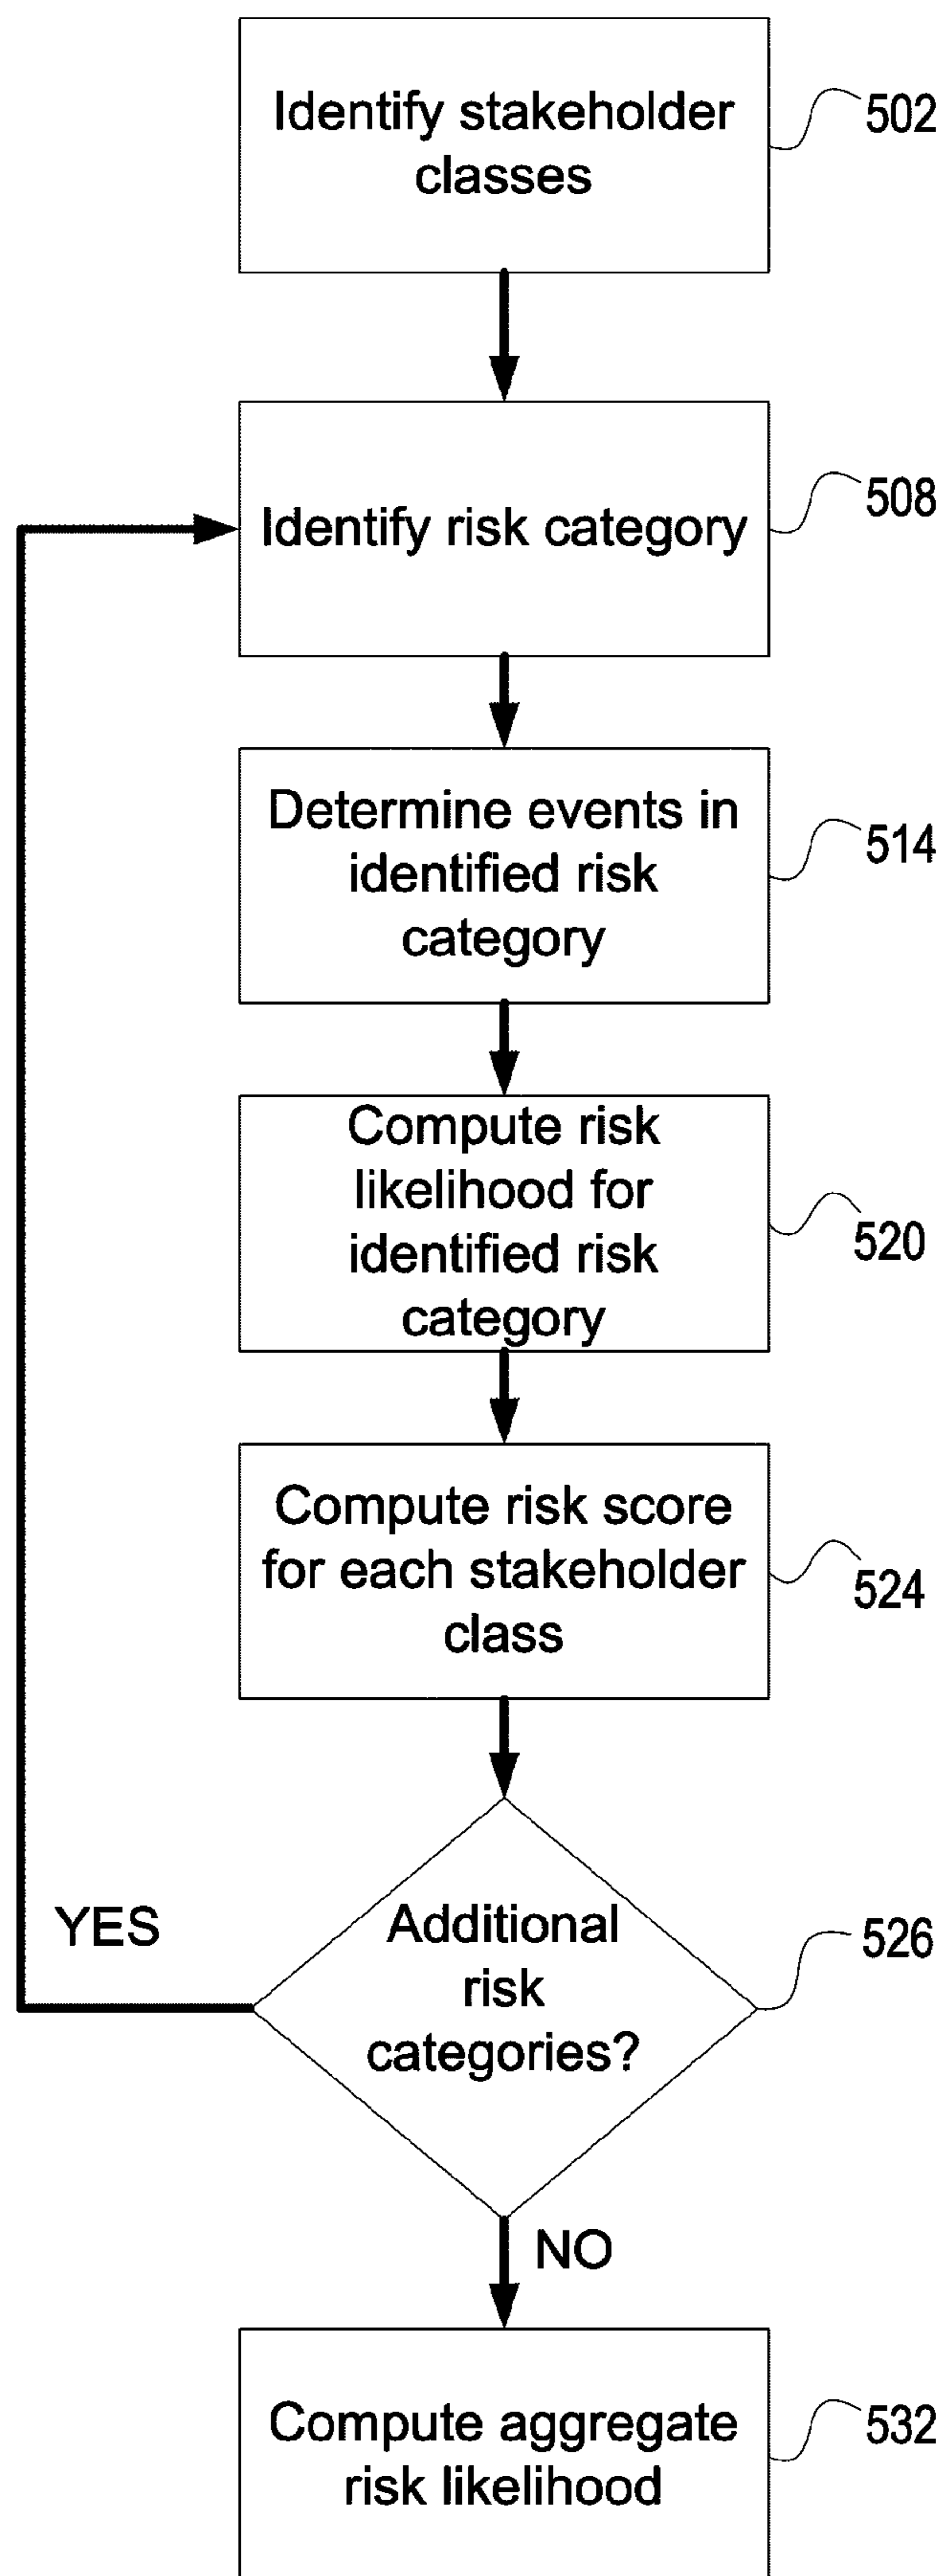 Identify stakeholder
classes
502
Identify risk category
508
Determine events in
identified risk
category
514
Compute risk
likelihood for
identified risk
category
520
Compute risk score
for each stakeholder
class
524
YES
Additional
risk
categories?
526
NO
Compute aggregate
risk likelihood
532